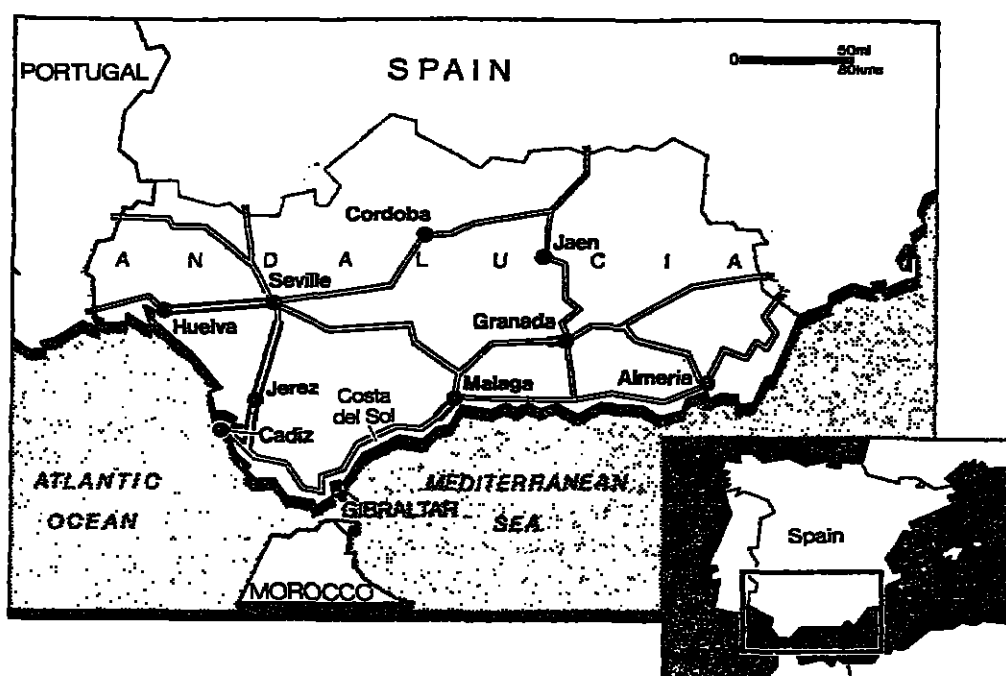 PORTUGAL
SPAIN
0
50ml
80kms
Cordoba
Jaen
ANDALUCIA
Seville
Huelva
Granada
Jerez
Costa
del Sol
Malaga
Almeria
Cadiz
ATLANTIC
OCEAN
MEDITERRANEAN
SEA
GIBRALTAR
MOROCCO
Spain